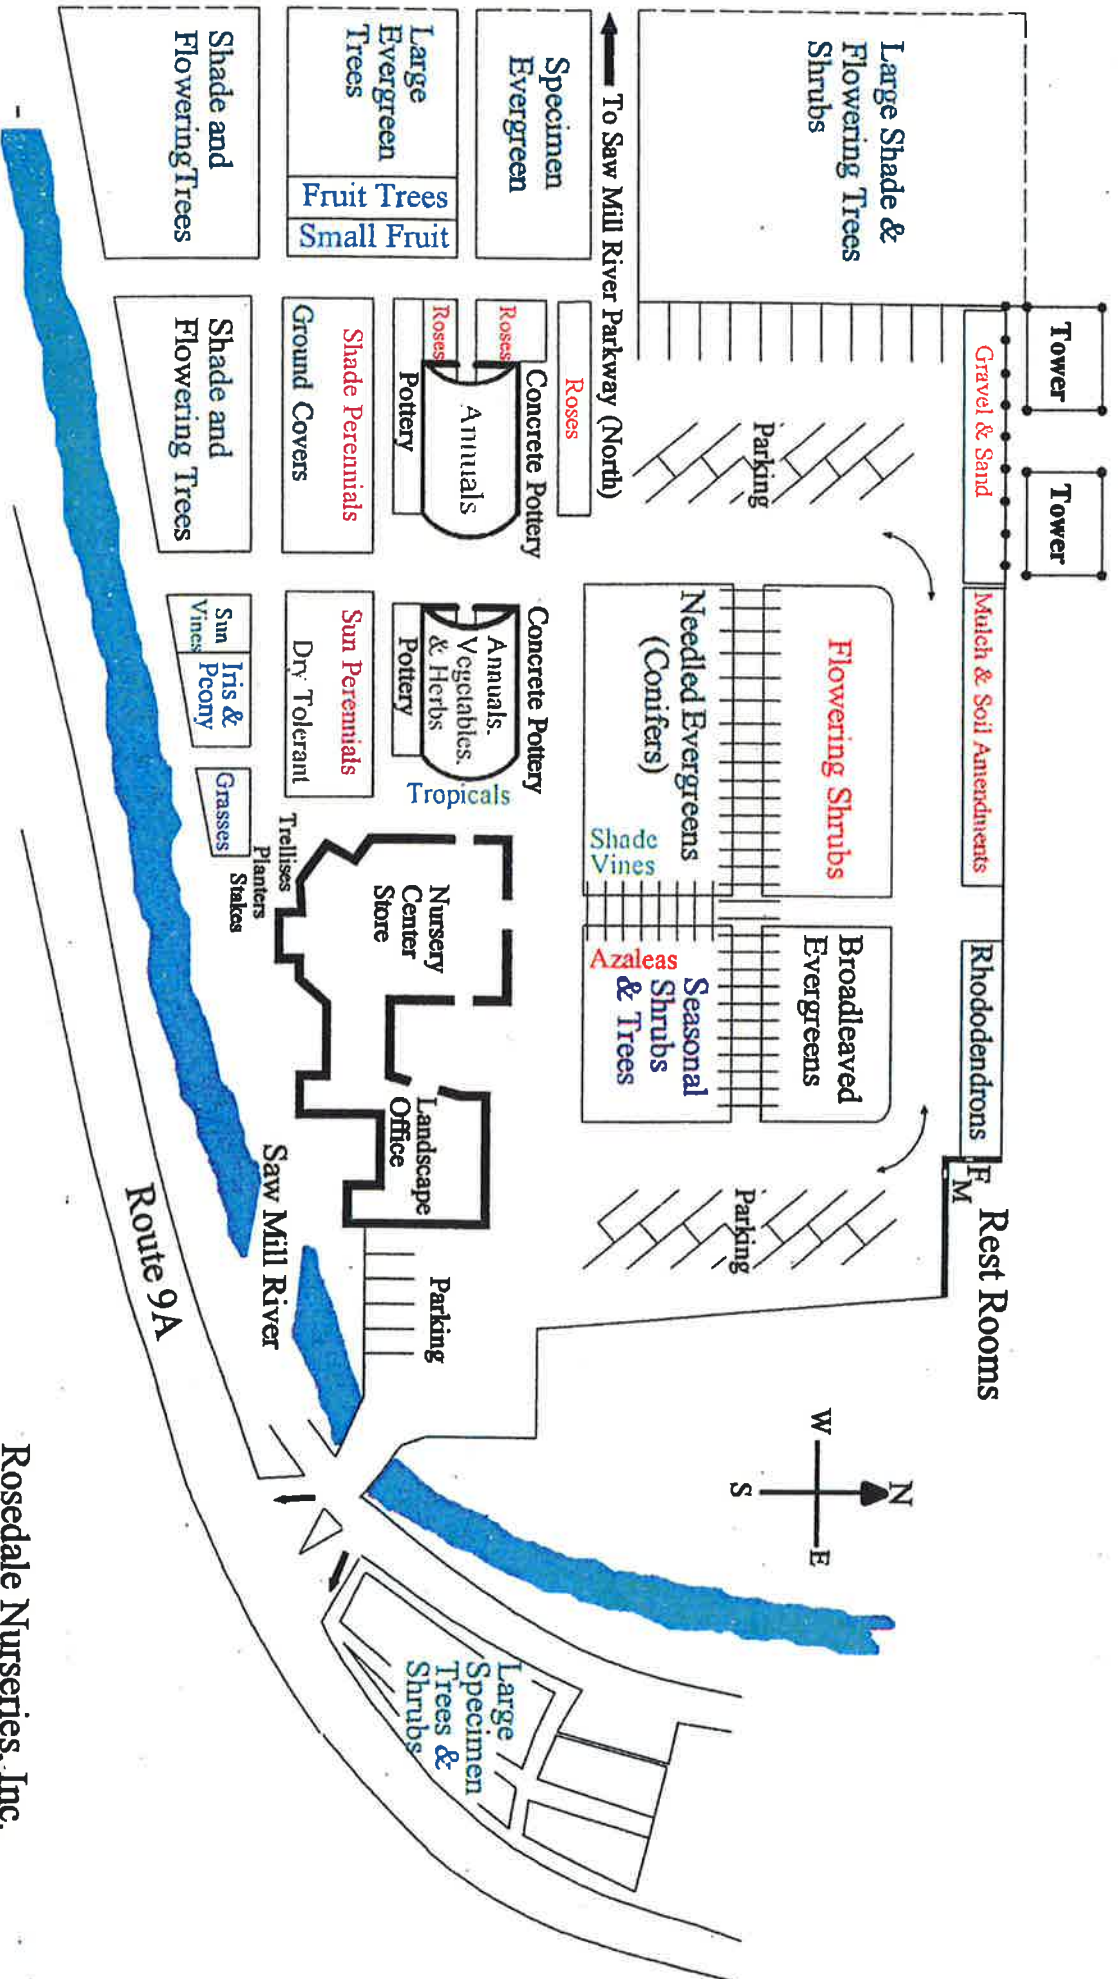 Tower
Tower
Gravel & Sand
Mulch & Soil Amendments
Rhododendrons
F
M
Rest Rooms
Large Shade &
Flowering Trees
Shrubs
Parking
Flowering Shrubs
Broadleaved
Evergreens
Parking
N
W
E
S
Needled Evergreens
(Conifers)
Shade
Vines
Seasonal
Shrubs
& Trees
Azaleas
To Saw Mill River Parkway (North)
Specimen
Evergreen
Roses
Concrete Pottery
Roses
Annuals
Roses
Pottery
Concrete Pottery
Annuals.
Vegetables.
& Herbs
Pottery
Tropicals
Large
Evergreen
Trees
Fruit Trees
Small Fruit
Shade Perennials
Ground Covers
Sun Perennials
Dry Tolerant
Nursery
Center
Store
Landscape
Office
Parking
Large
Specimen
Trees &
Shrubs
Trellises
Planters
Stakes
Shade and
FloweringTrees
Shade and
Flowering Trees
Sun
Vines
Iris &
Peony
Grasses
Saw Mill River
Route 9A
Rosedale Nurseries, Inc.